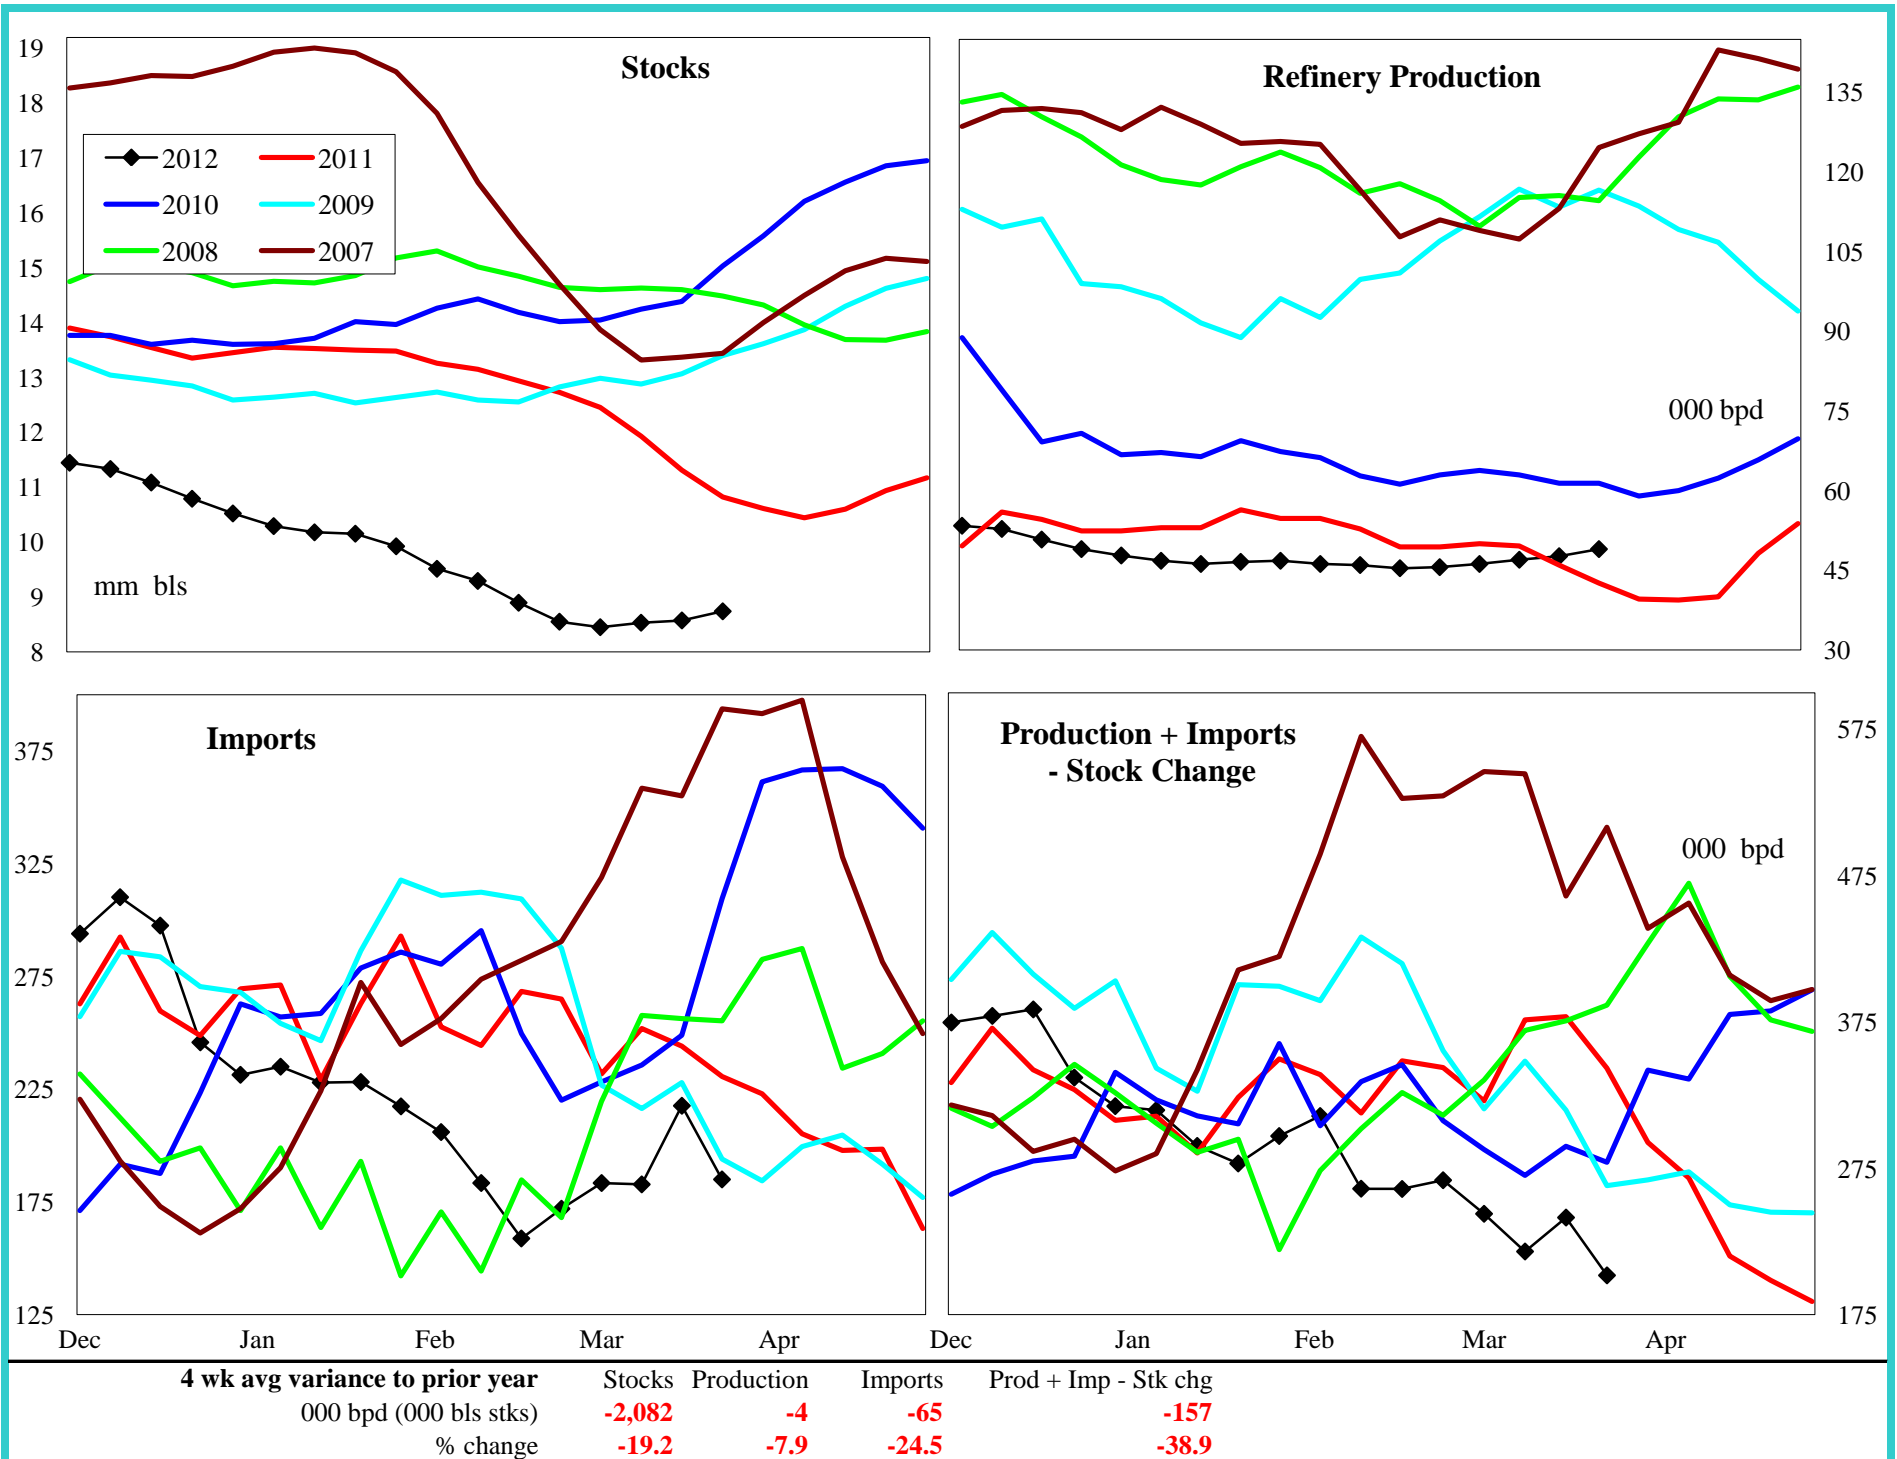 Stocks
19
18
17
16
15
14
13
12
11
10
9
8
2012 2011
2010 2009
2008 2007
mm bls
Refinery Production
000 bpd
135
120
105
90
75
60
45
30
Imports
375
325
275
225
175
125
Dec Jan Feb Mar Apr
Production + Imports
- Stock Change
000 bpd
575
475
375
275
175
Dec Jan Feb Mar Apr
4 wk avg variance to prior year Stocks Production Imports Prod + Imp - Stk chg
000 bpd (000 bls stks) -2,082 -4 -65 -157
% change -19.2 -7.9 -24.5 -38.9